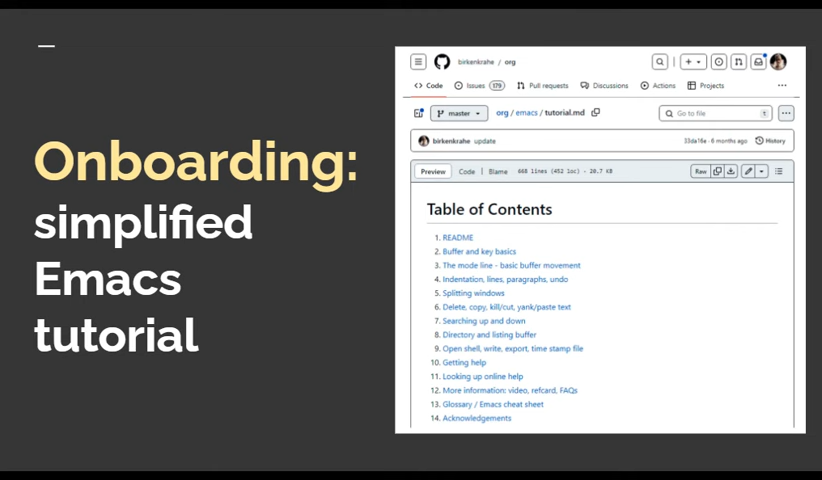 Onboarding:
simplified
Emacs
tutorial
birkenkrahe / org
Code Issues 179 Pull requests Discussions Actions Projects
master org / emacs / tutorial.md Go to file t
birkenkrahe update 33da16e · 6 months ago History
Preview Code Blame 668 lines (452 loc) · 20.7 KB Raw
Table of Contents
1. README
2. Buffer and key basics
3. The mode line - basic buffer movement
4. Indentation, lines, paragraphs, undo
5. Splitting windows
6. Delete, copy, kill/cut, yank/paste text
7. Searching up and down
8. Directory and listing buffer
9. Open shell, write, export, time stamp file
10. Getting help
11. Looking up online help
12. More information: video, refcard, FAQs
13. Glossary / Emacs cheat sheet
14. Acknowledgements